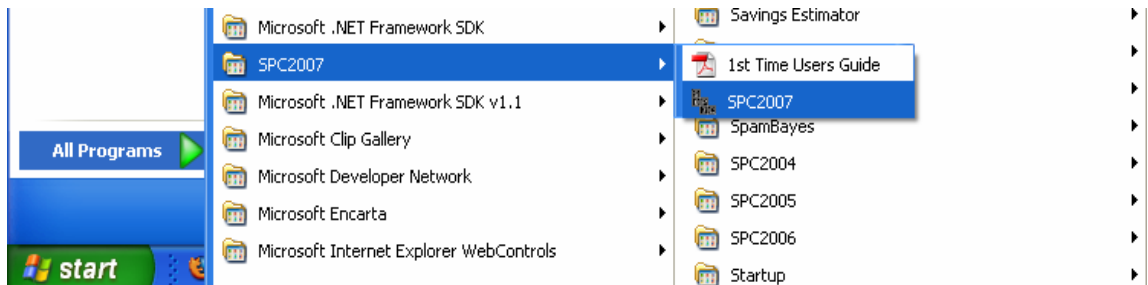 Microsoft .NET Framework SDK
SPC2007
Microsoft .NET Framework SDK v1.1
Microsoft Clip Gallery
Microsoft Developer Network
Microsoft Encarta
Microsoft Internet Explorer WebControls
All Programs
start
Savings Estimator
1st Time Users Guide
SPC2007
SpamBayes
SPC2004
SPC2005
SPC2006
Startup